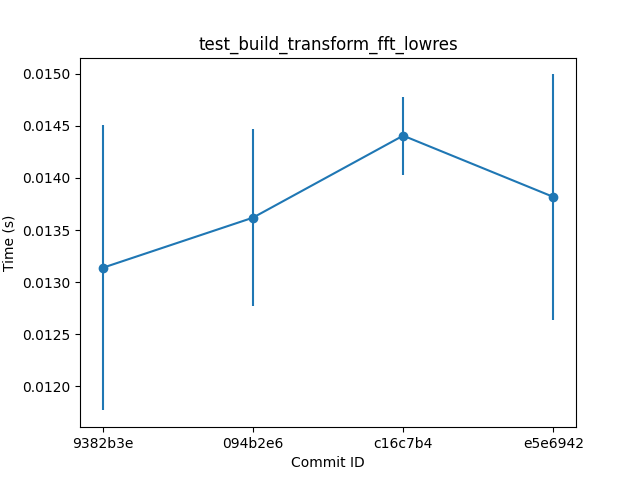 test_build_transform_fft_lowres
Time (s)
0.0150
0.0145
0.0140
0.0135
0.0130
0.0125
0.0120
9382b3e 094b2e6 c16c7b4 e5e6942
Commit ID